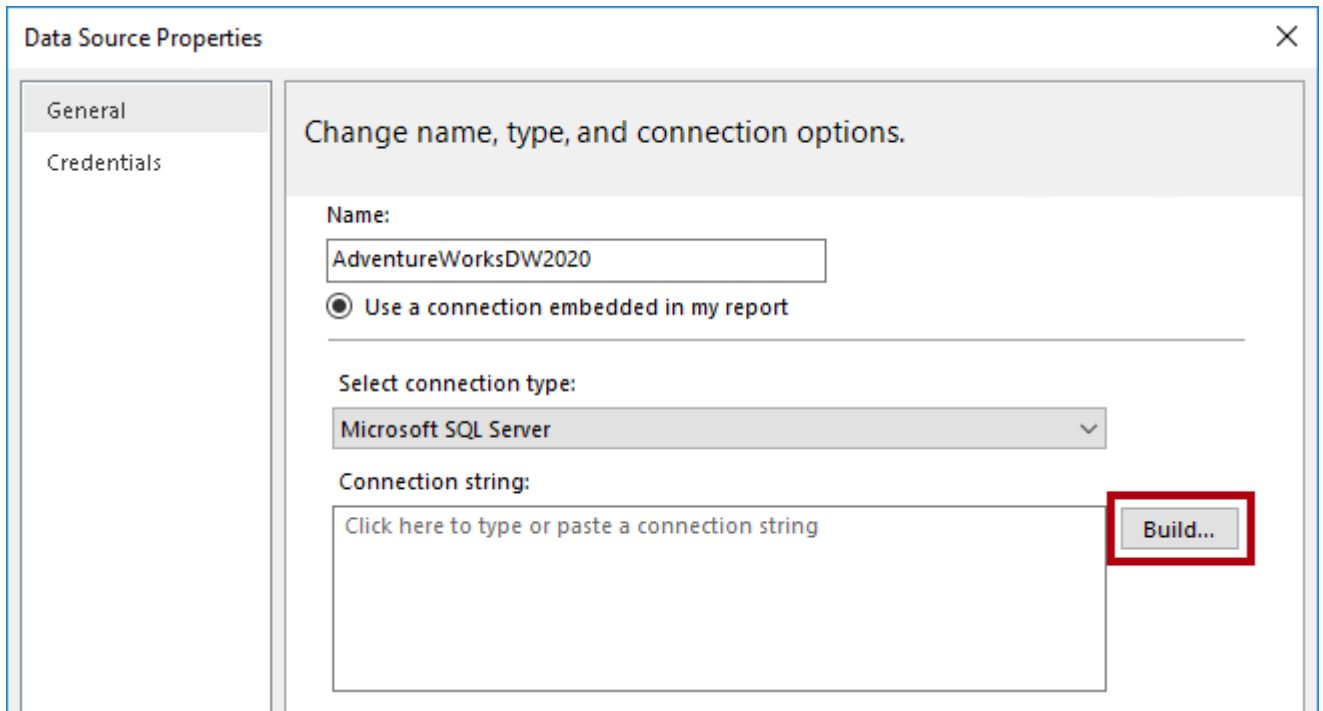 Data Source Properties
General
Credentials
Change name, type, and connection options.
Name:
AdventureWorksDW2020
Use a connection embedded in my report
Select connection type:
Microsoft SQL Server
Connection string:
Click here to type or paste a connection string
Build...